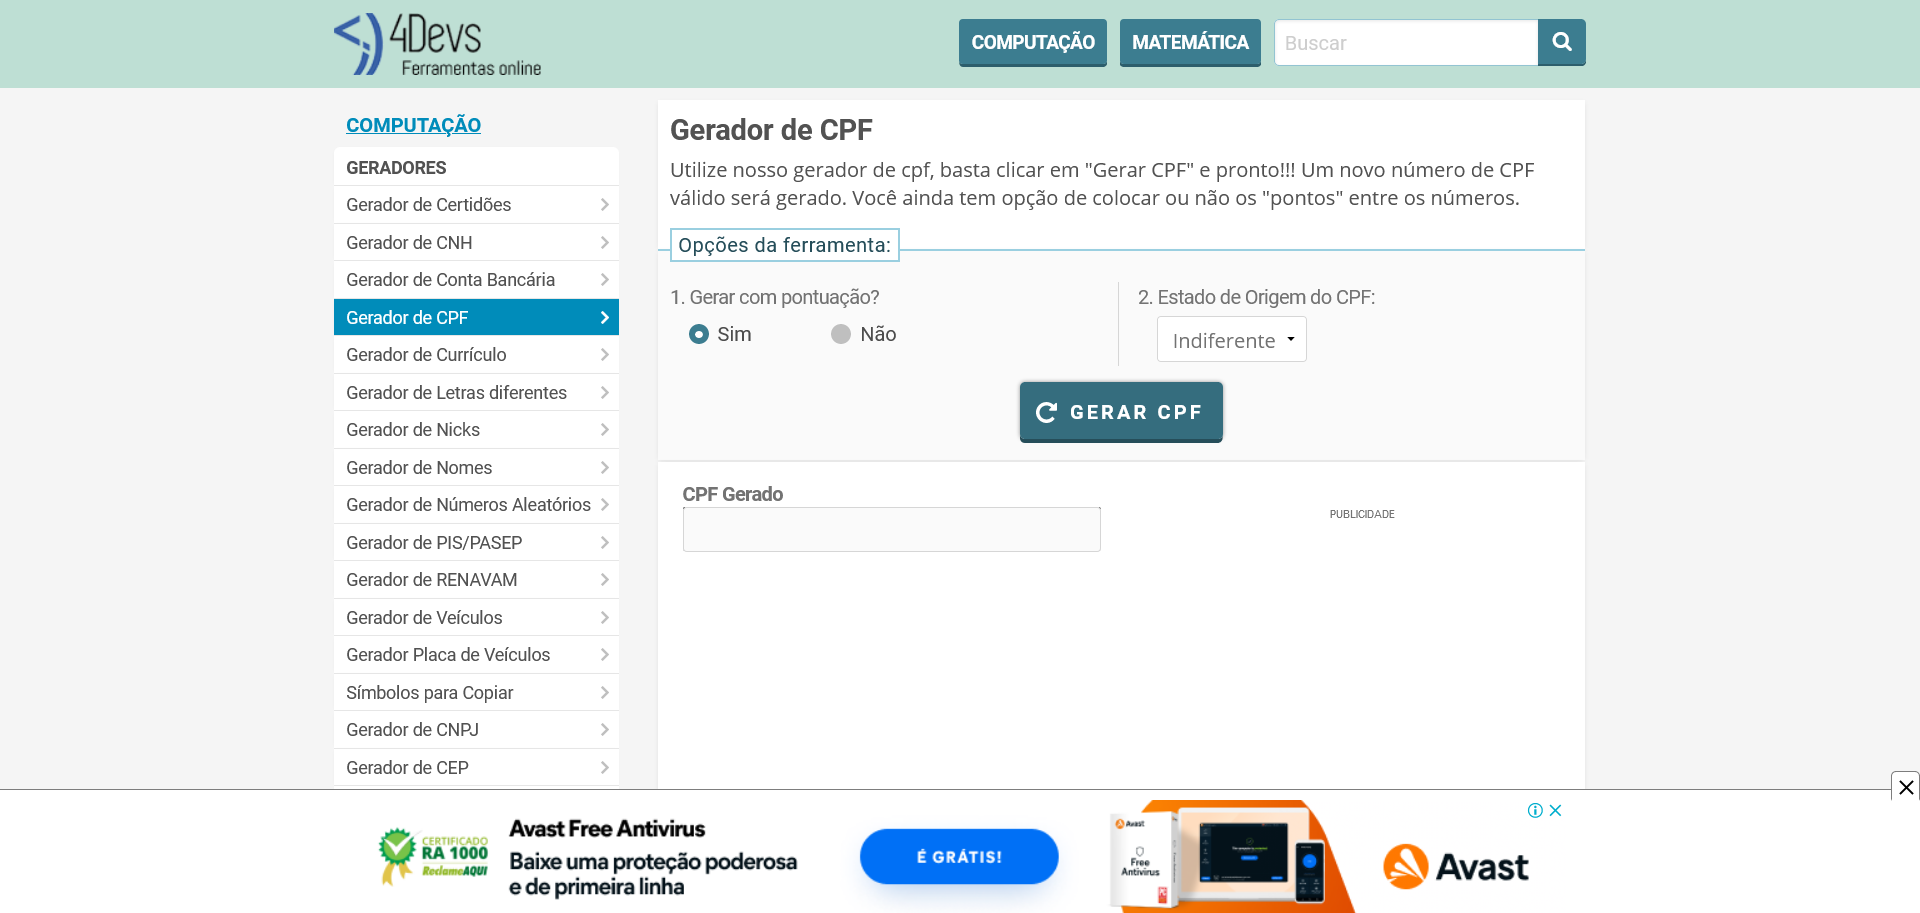 4Devs
Ferramentas online
COMPUTAÇÃO
MATEMÁTICA
Buscar
COMPUTAÇÃO
GERADORES
Gerador de Certidões
Gerador de CNH
Gerador de Conta Bancária
Gerador de CPF
Gerador de Currículo
Gerador de Letras diferentes
Gerador de Nicks
Gerador de Nomes
Gerador de Números Aleatórios
Gerador de PIS/PASEP
Gerador de RENAVAM
Gerador de Veículos
Gerador Placa de Veículos
Símbolos para Copiar
Gerador de CNPJ
Gerador de CEP
Gerador de CPF
Utilize nosso gerador de cpf, basta clicar em "Gerar CPF" e pronto!!! Um novo número de CPF
válido será gerado. Você ainda tem opção de colocar ou não os "pontos" entre os números.
Opções da ferramenta:
1. Gerar com pontuação?
Sim
Não
2. Estado de Origem do CPF:
Indiferente
GERAR CPF
CPF Gerado
PUBLICIDADE
CERTIFICADO
RA 1000
ReclameAQUI
Avast Free Antivirus
Baixe uma proteção poderosa
e de primeira linha
É GRÁTIS!
Avast
Free
Antivirus
Avast